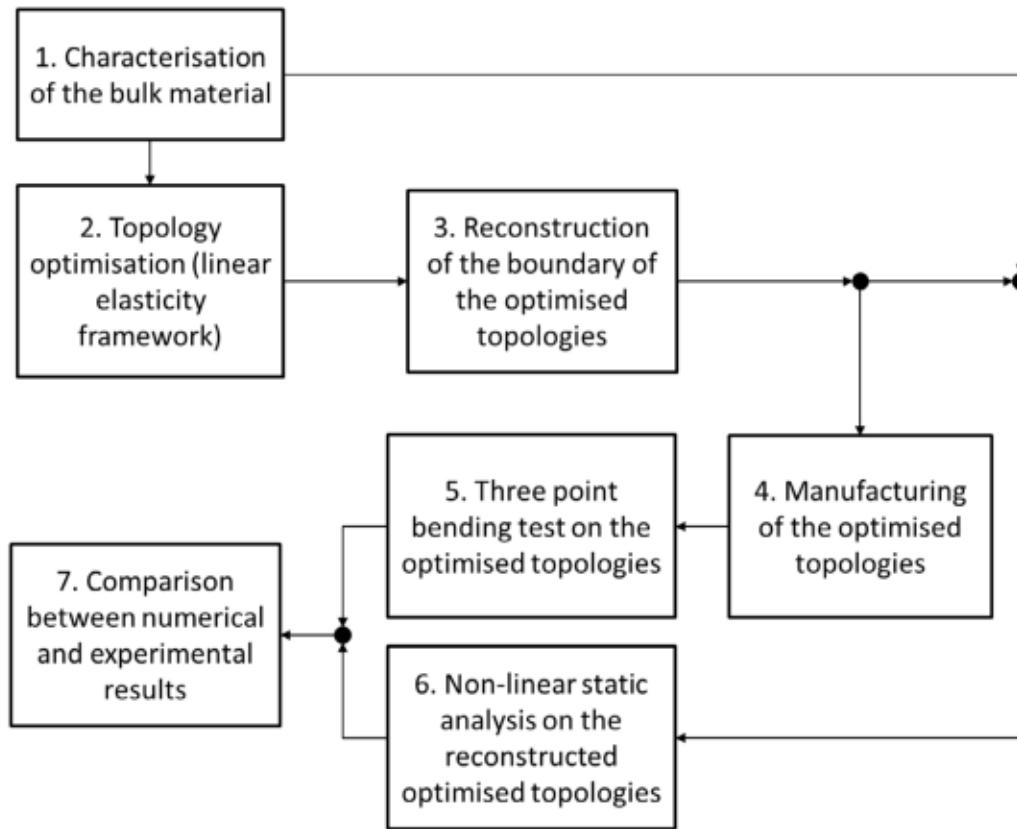 1. Characterisation
of the bulk material
2. Topology
optimisation (linear
elasticity
framework)
3. Reconstruction
of the boundary of
the optimised
topologies
5. Three point
bending test on the
optimised topologies
4. Manufacturing
of the optimised
topologies
7. Comparison
between numerical
and experimental
results
6. Non-linear static
analysis on the
reconstructed
optimised topologies